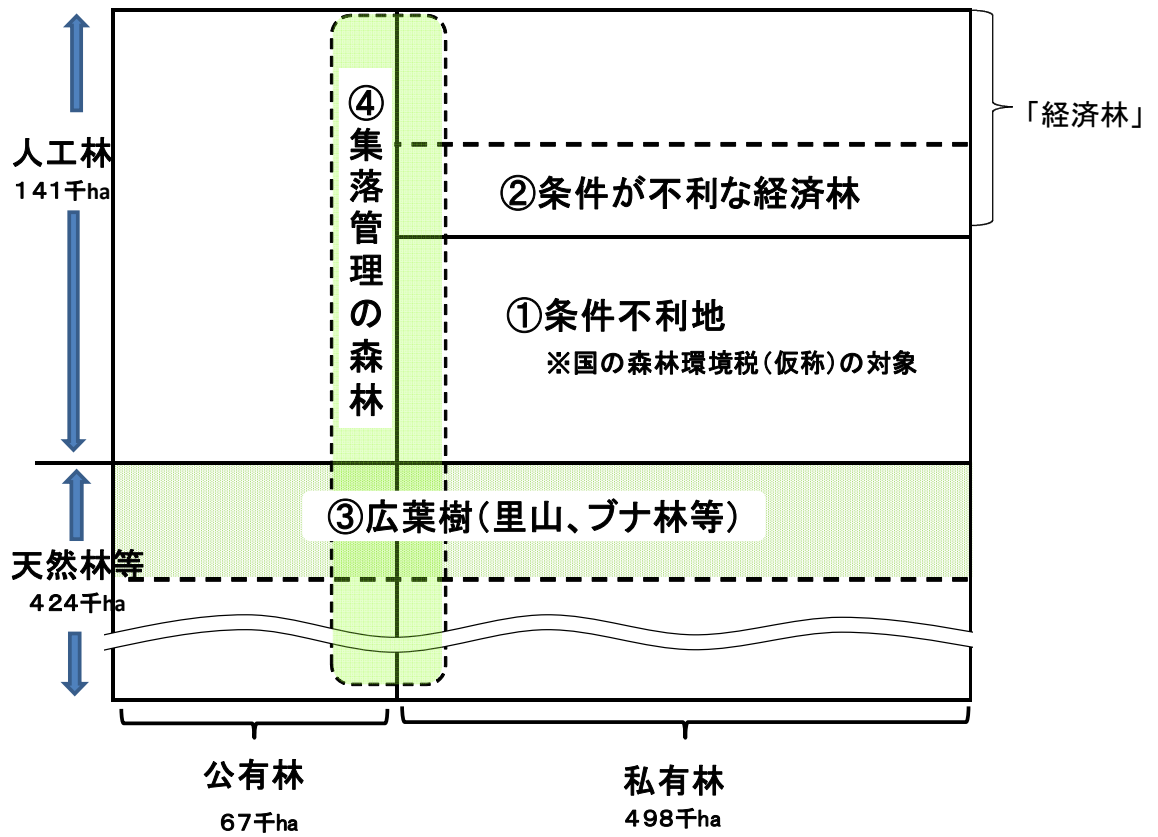 「経済林」
人工林
141千ha
④集落管理の森林
②条件が不利な経済林
①条件不利地
※国の森林環境税(仮称)の対象
③広葉樹(里山、ブナ林等)
天然林等
424千ha
公有林
67千ha
私有林
498千ha